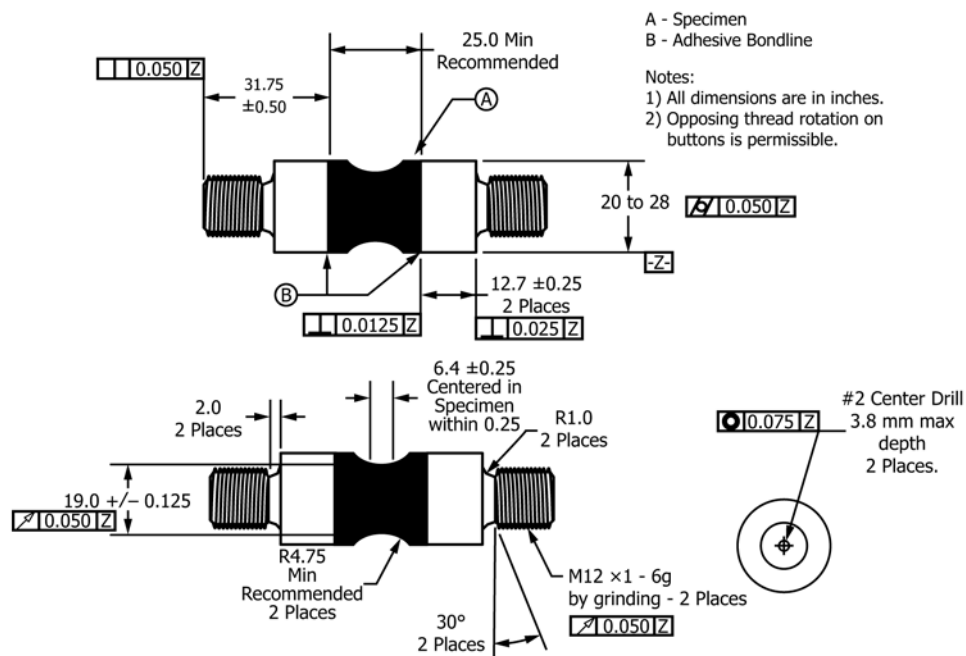 A - Specimen
B - Adhesive Bondline
Notes:
1) All dimensions are in inches.
2) Opposing thread rotation on
buttons is permissible.
25.0 Min
Recommended
0.050 Z
31.75
±0.50
A
20 to 28
0.050 Z
-Z-
B
12.7 ±0.25
2 Places
0.0125 Z
0.025 Z
6.4 ±0.25
Centered in
Specimen
within 0.25
2.0
2 Places
R1.0
2 Places
#2 Center Drill
3.8 mm max
depth
2 Places.
0.075 Z
19.0 +/− 0.125
0.050 Z
R4.75
Min
Recommended
2 Places
M12 ×1 - 6g
by grinding - 2 Places
0.050 Z
30°
2 Places